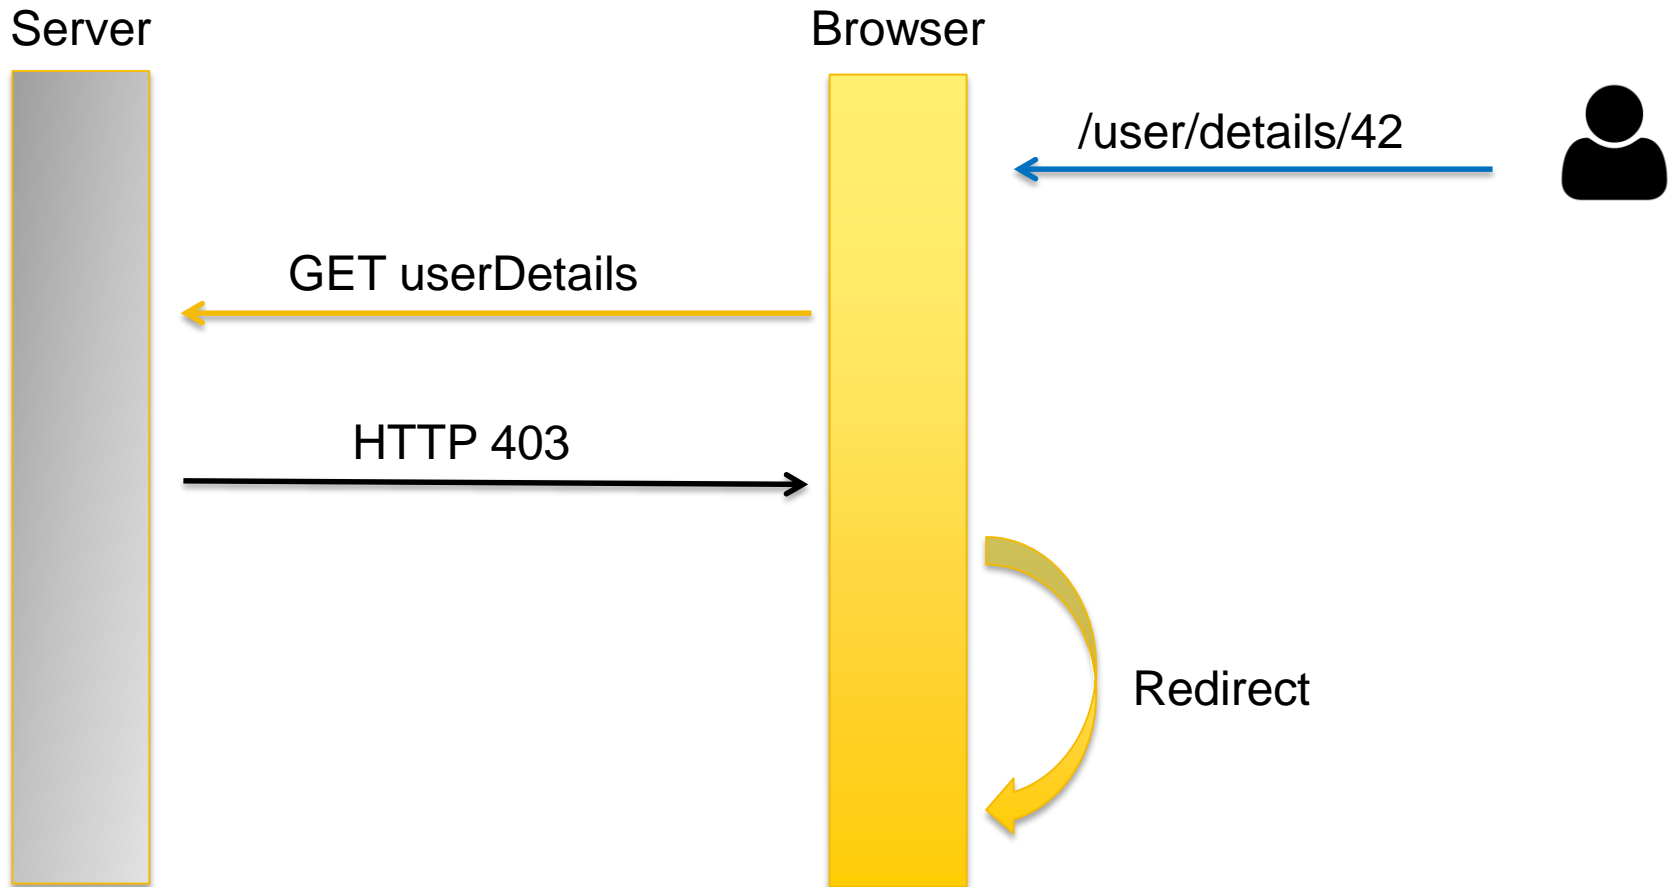 Server
Browser
/user/details/42
GET userDetails
HTTP 403
Redirect